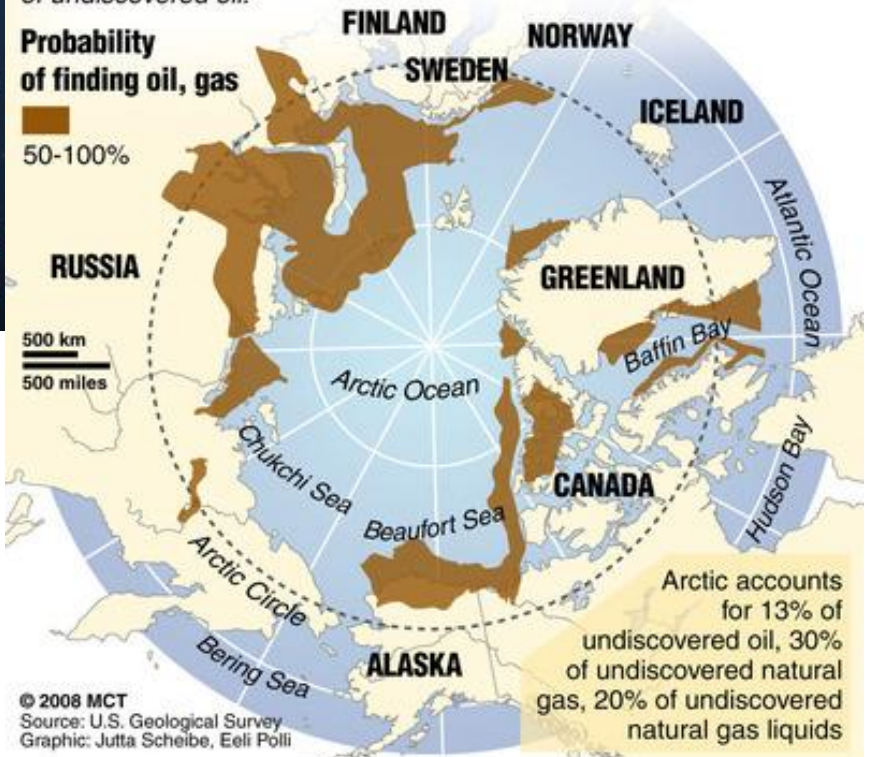 of undiscovered oil.
Probability
of finding oil, gas
50-100%
FINLAND
NORWAY
SWEDEN
ICELAND
Atlantic Ocean
RUSSIA
GREENLAND
500 km
500 miles
Baffin Bay
Arctic Ocean
Chukchi Sea
CANADA
Hudson Bay
Beaufort Sea
Arctic Circle
Bering Sea
ALASKA
Arctic accounts
for 13% of
undiscovered oil, 30%
of undiscovered natural
gas, 20% of undiscovered
natural gas liquids
© 2008 MCT
Source: U.S. Geological Survey
Graphic: Jutta Scheibe, Eeli Polli